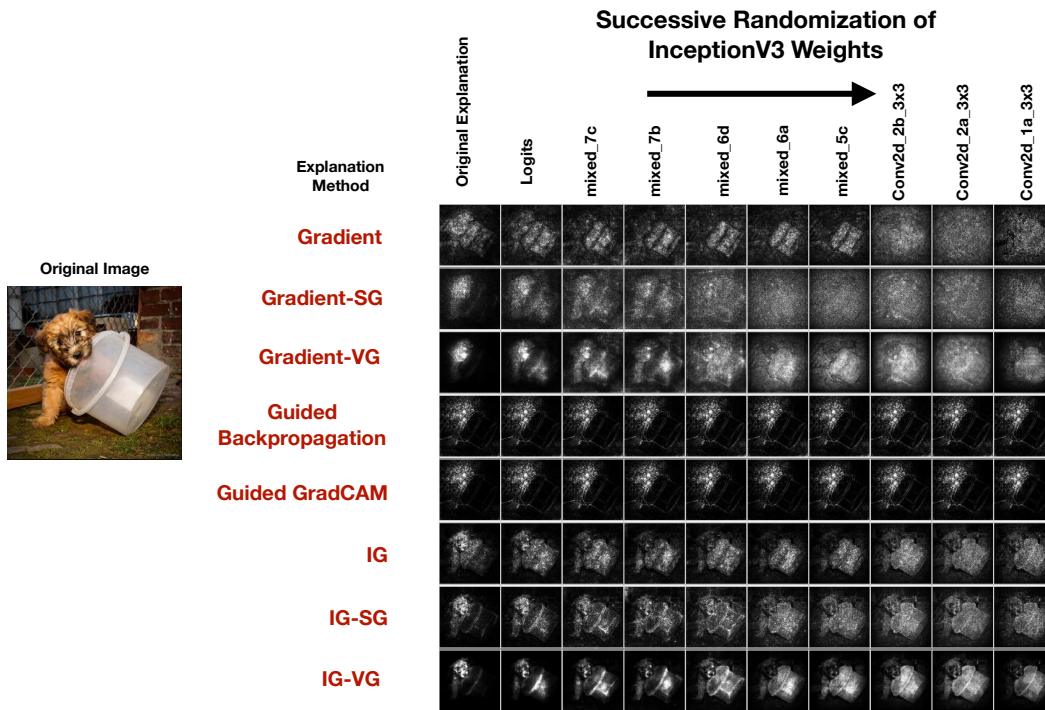 Successive Randomization of
InceptionV3 Weights
Original Explanation
Logits
mixed_7c
mixed_7b
mixed_6d
mixed_6a
mixed_5c
Conv2d_2b_3x3
Conv2d_2a_3x3
Conv2d_1a_3x3
Explanation
Method
Gradient
Original Image
Gradient-SG
Gradient-VG
Guided
Backpropagation
Guided GradCAM
IG
IG-SG
IG-VG